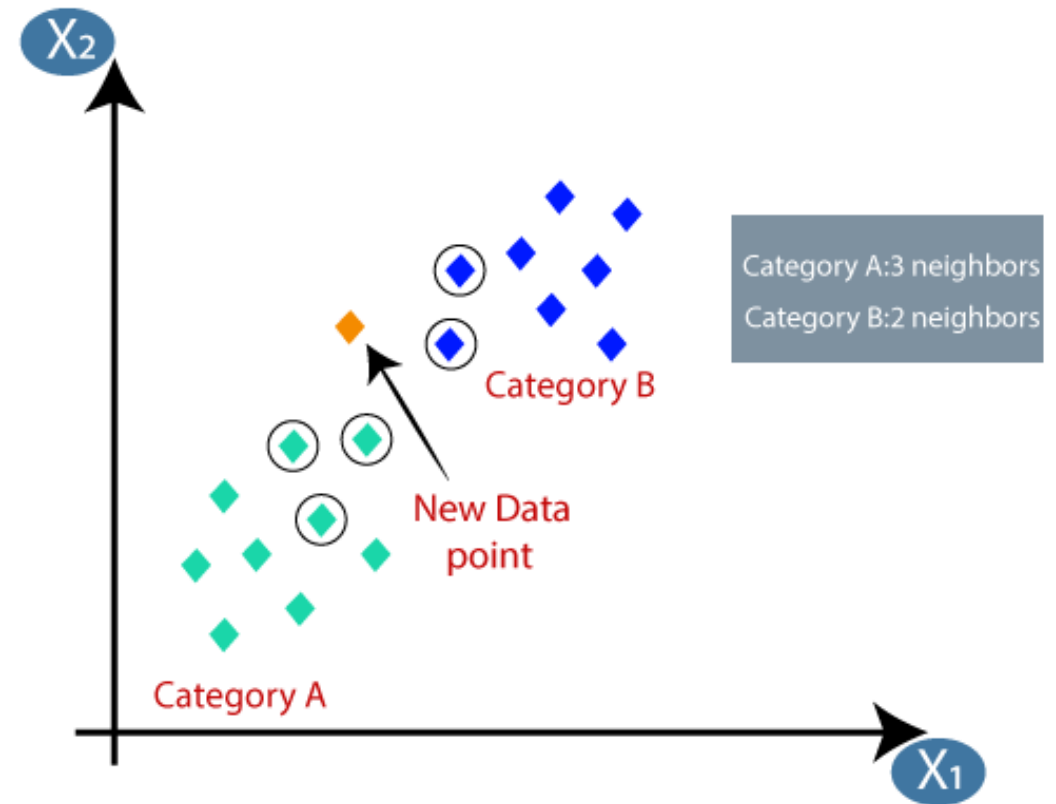 X₂
Category A:3 neighbors
Category B:2 neighbors
Category B
New Data
point
Category A
X₁